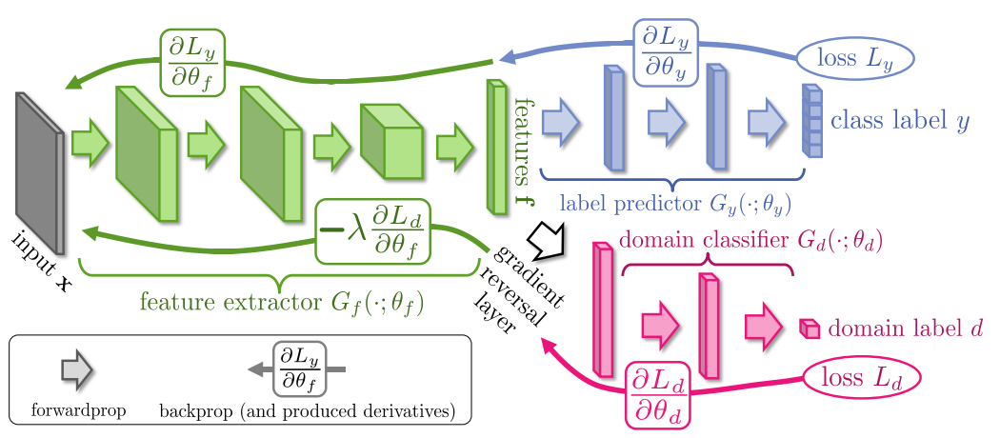 ∂L_y/∂θ_f
∂L_y/∂θ_y
loss L_y
features f
class label y
label predictor G_y(·; θ_y)
−λ ∂L_d/∂θ_f
input x
gradient
reversal
layer
domain classifier G_d(·; θ_d)
feature extractor G_f(·; θ_f)
domain label d
∂L_d/∂θ_d
loss L_d
∂L_y/∂θ_f
forwardprop
backprop (and produced derivatives)